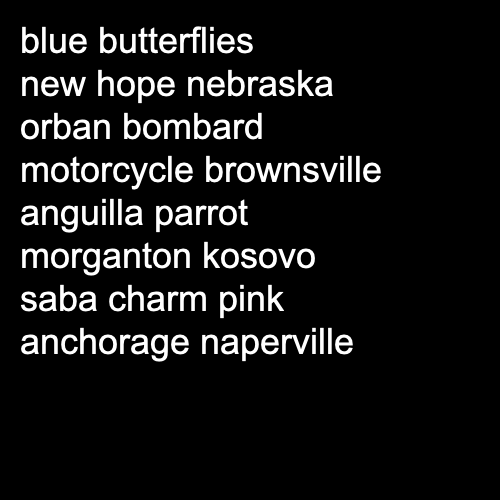 blue butterflies
new hope nebraska
orban bombard
motorcycle brownsville
anguilla parrot
morganton kosovo
saba charm pink
anchorage naperville